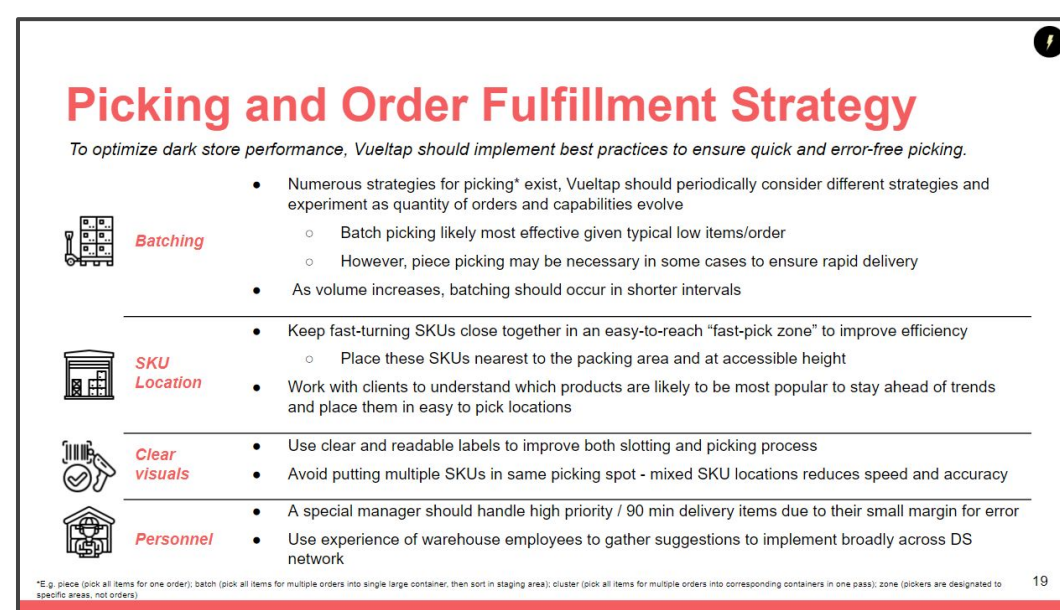 Picking and Order Fulfillment Strategy
To optimize dark store performance, Vueltap should implement best practices to ensure quick and error-free picking.
Batching
● Numerous strategies for picking* exist, Vueltap should periodically consider different strategies and
experiment as quantity of orders and capabilities evolve
○ Batch picking likely most effective given typical low items/order
○ However, piece picking may be necessary in some cases to ensure rapid delivery
● As volume increases, batching should occur in shorter intervals
SKU
Location
● Keep fast-turning SKUs close together in an easy-to-reach “fast-pick zone” to improve efficiency
○ Place these SKUs nearest to the packing area and at accessible height
● Work with clients to understand which products are likely to be most popular to stay ahead of trends
and place them in easy to pick locations
Clear
visuals
● Use clear and readable labels to improve both slotting and picking process
● Avoid putting multiple SKUs in same picking spot - mixed SKU locations reduces speed and accuracy
Personnel
● A special manager should handle high priority / 90 min delivery items due to their small margin for error
● Use experience of warehouse employees to gather suggestions to implement broadly across DS
network
*E.g. piece (pick all items for one order); batch (pick all items for multiple orders into single large container, then sort in staging area); cluster (pick all items for multiple orders into corresponding containers in one pass); zone (pickers are designated to
specific areas, not orders)
19